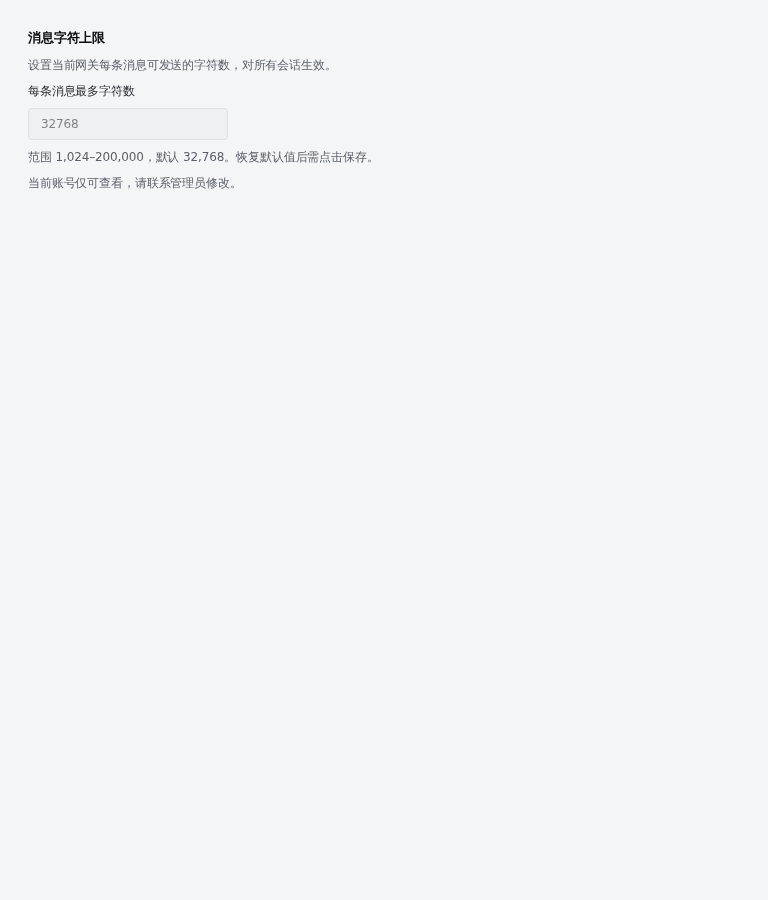 消息字符上限
设置当前网关每条消息可发送的字符数，对所有会话生效。
每条消息最多字符数
32768
范围 1,024–200,000，默认 32,768。恢复默认值后需点击保存。
当前账号仅可查看，请联系管理员修改。